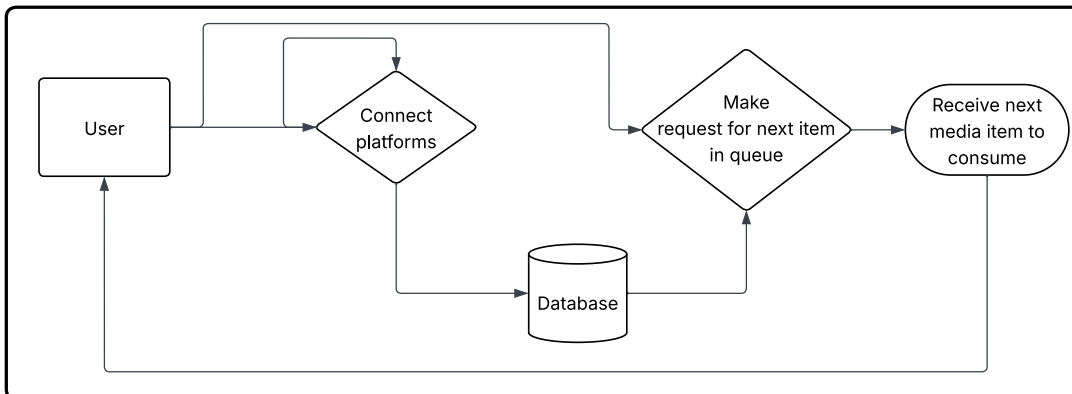 User
Connect
platforms
Make
request for next item
in queue
Receive next
media item to
consume
Database